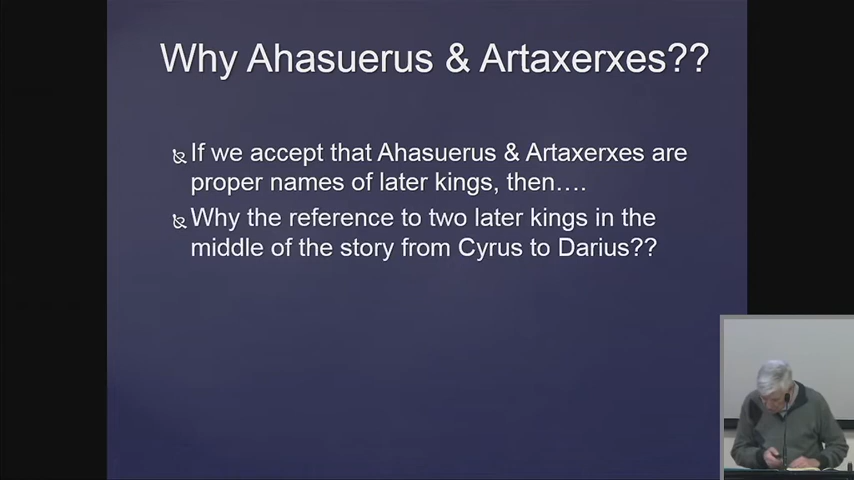 Why Ahasuerus & Artaxerxes??
If we accept that Ahasuerus & Artaxerxes are
proper names of later kings, then….
Why the reference to two later kings in the
middle of the story from Cyrus to Darius??